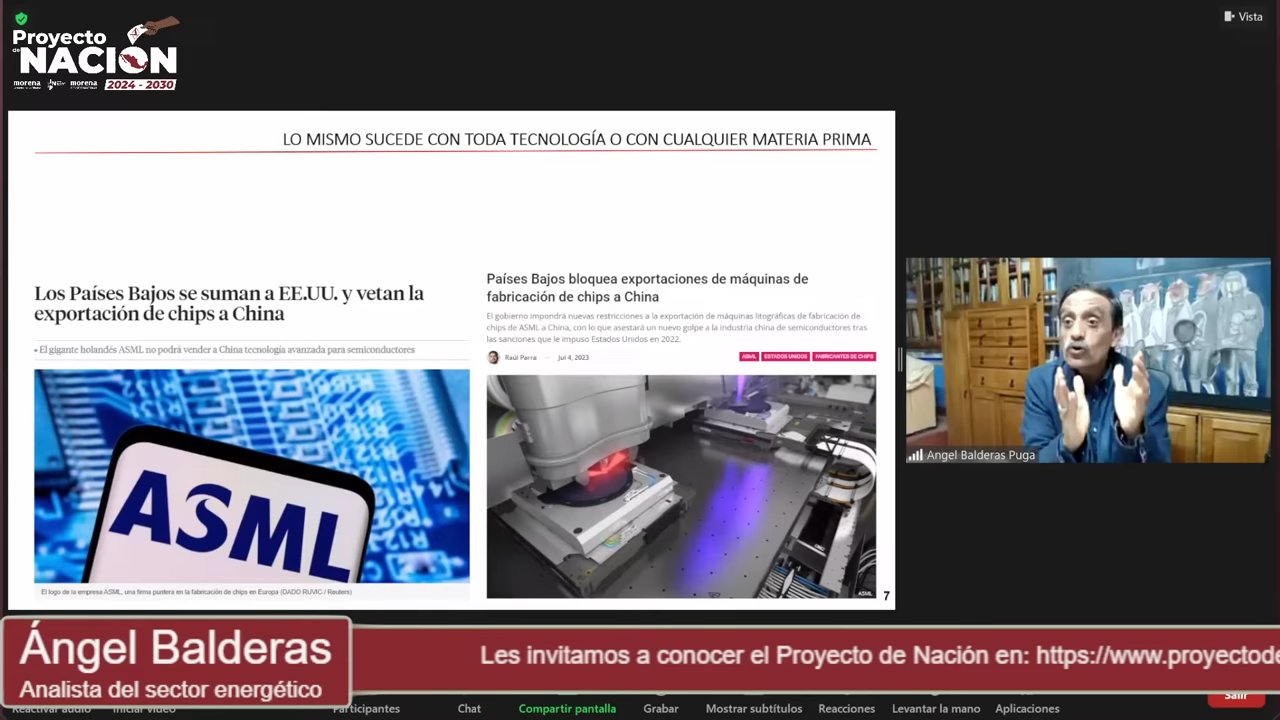 Proyecto
de
NACIÓN
morena
morena
2024 - 2030
Vista
LO MISMO SUCEDE CON TODA TECNOLOGÍA O CON CUALQUIER MATERIA PRIMA
Los Países Bajos se suman a EE.UU. y vetan la
exportación de chips a China
• El gigante holandés ASML no podrá vender a China tecnología avanzada para semiconductores
ASML
El logo de la empresa ASML, una firma puntera en la fabricación de chips en Europa (DADO RUVIC / Reuters)
Países Bajos bloquea exportaciones de máquinas de
fabricación de chips a China
El gobierno impondrá nuevas restricciones a la exportación de máquinas litográficas de fabricación de
chips de ASML a China, con lo que asestará un nuevo golpe a la industria china de semiconductores tras
las sanciones que le impuso Estados Unidos en 2022.
Raúl Parra — Jul 4, 2023
ASML ESTADOS UNIDOS FABRICANTES DE CHIPS
ASML
7
Angel Balderas Puga
Ángel Balderas
Analista del sector energético
Les invitamos a conocer el Proyecto de Nación en: https://www.proyectode
Reactivar audio Iniciar video Participantes Chat Compartir pantalla Grabar Mostrar subtítulos Reacciones Levantar la mano Aplicaciones Salir